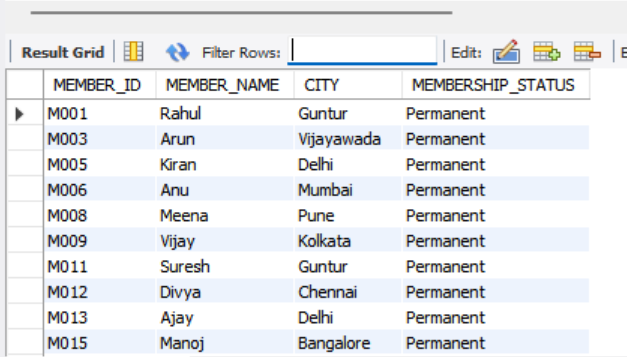 Result Grid Filter Rows: Edit:
MEMBER_ID MEMBER_NAME CITY MEMBERSHIP_STATUS
M001 Rahul Guntur Permanent
M003 Arun Vijayawada Permanent
M005 Kiran Delhi Permanent
M006 Anu Mumbai Permanent
M008 Meena Pune Permanent
M009 Vijay Kolkata Permanent
M011 Suresh Guntur Permanent
M012 Divya Chennai Permanent
M013 Ajay Delhi Permanent
M015 Manoj Bangalore Permanent